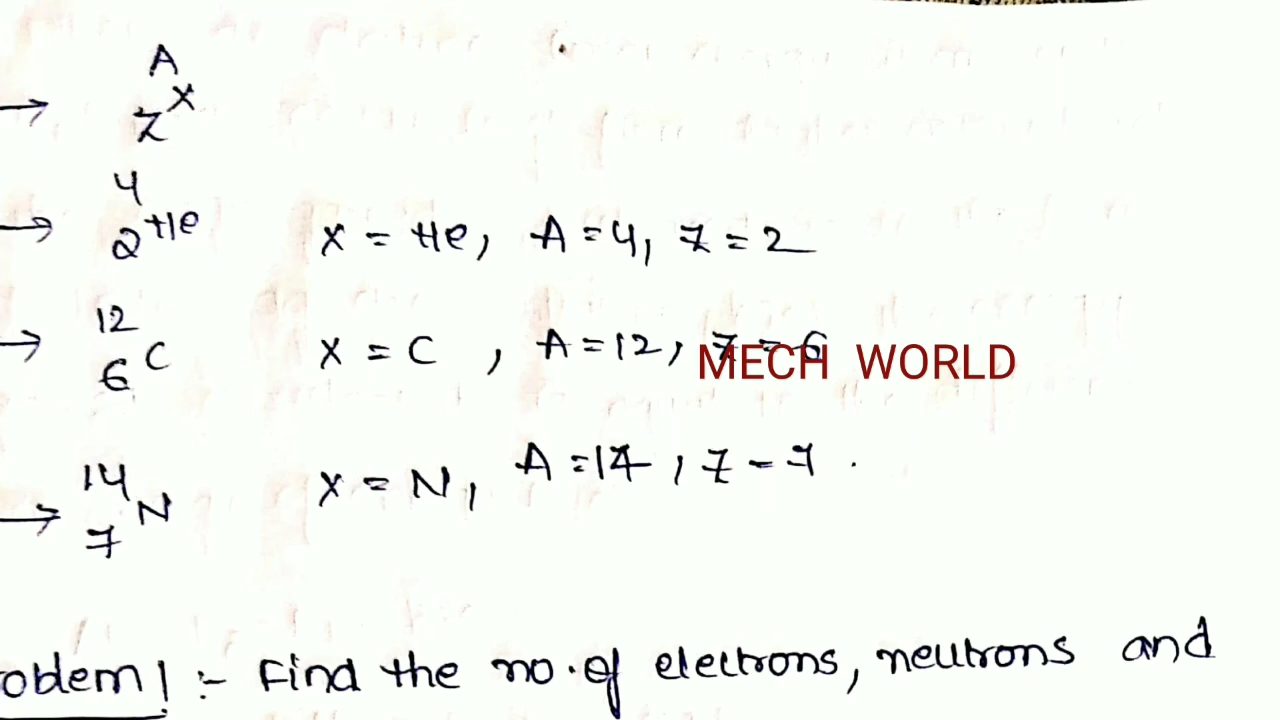 → A
Z X
→ 4
2 He X = He, A = 4, Z = 2
→ 12
6 C X = C , A = 12, Z = 6
MECH WORLD
→ 14
7 N X = N, A = 14, Z - 7 .
oblem 1 :- Find the no. of electrons, neutrons and